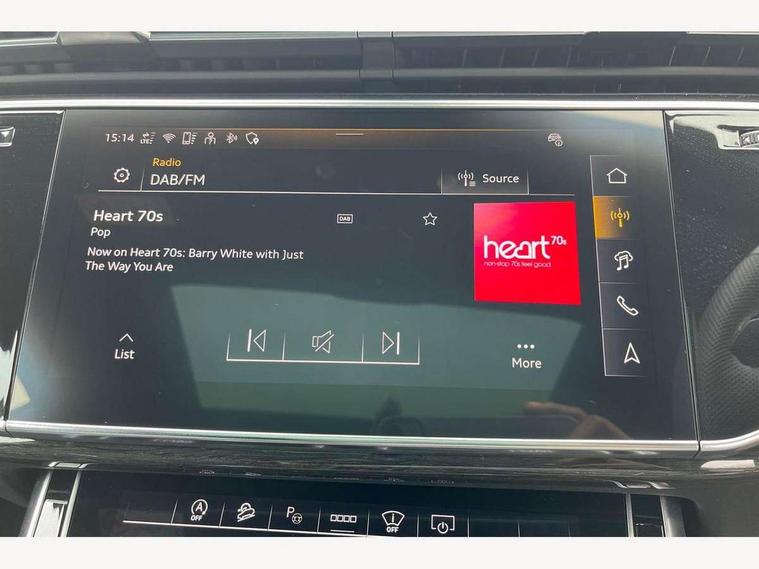 15:14
LTE
Radio
DAB/FM
Source
Heart 70s
DAB
Pop
Now on Heart 70s: Barry White with Just
The Way You Are
heart 70s
non-stop 70s feel good
List
More
A
OFF
P
OFF